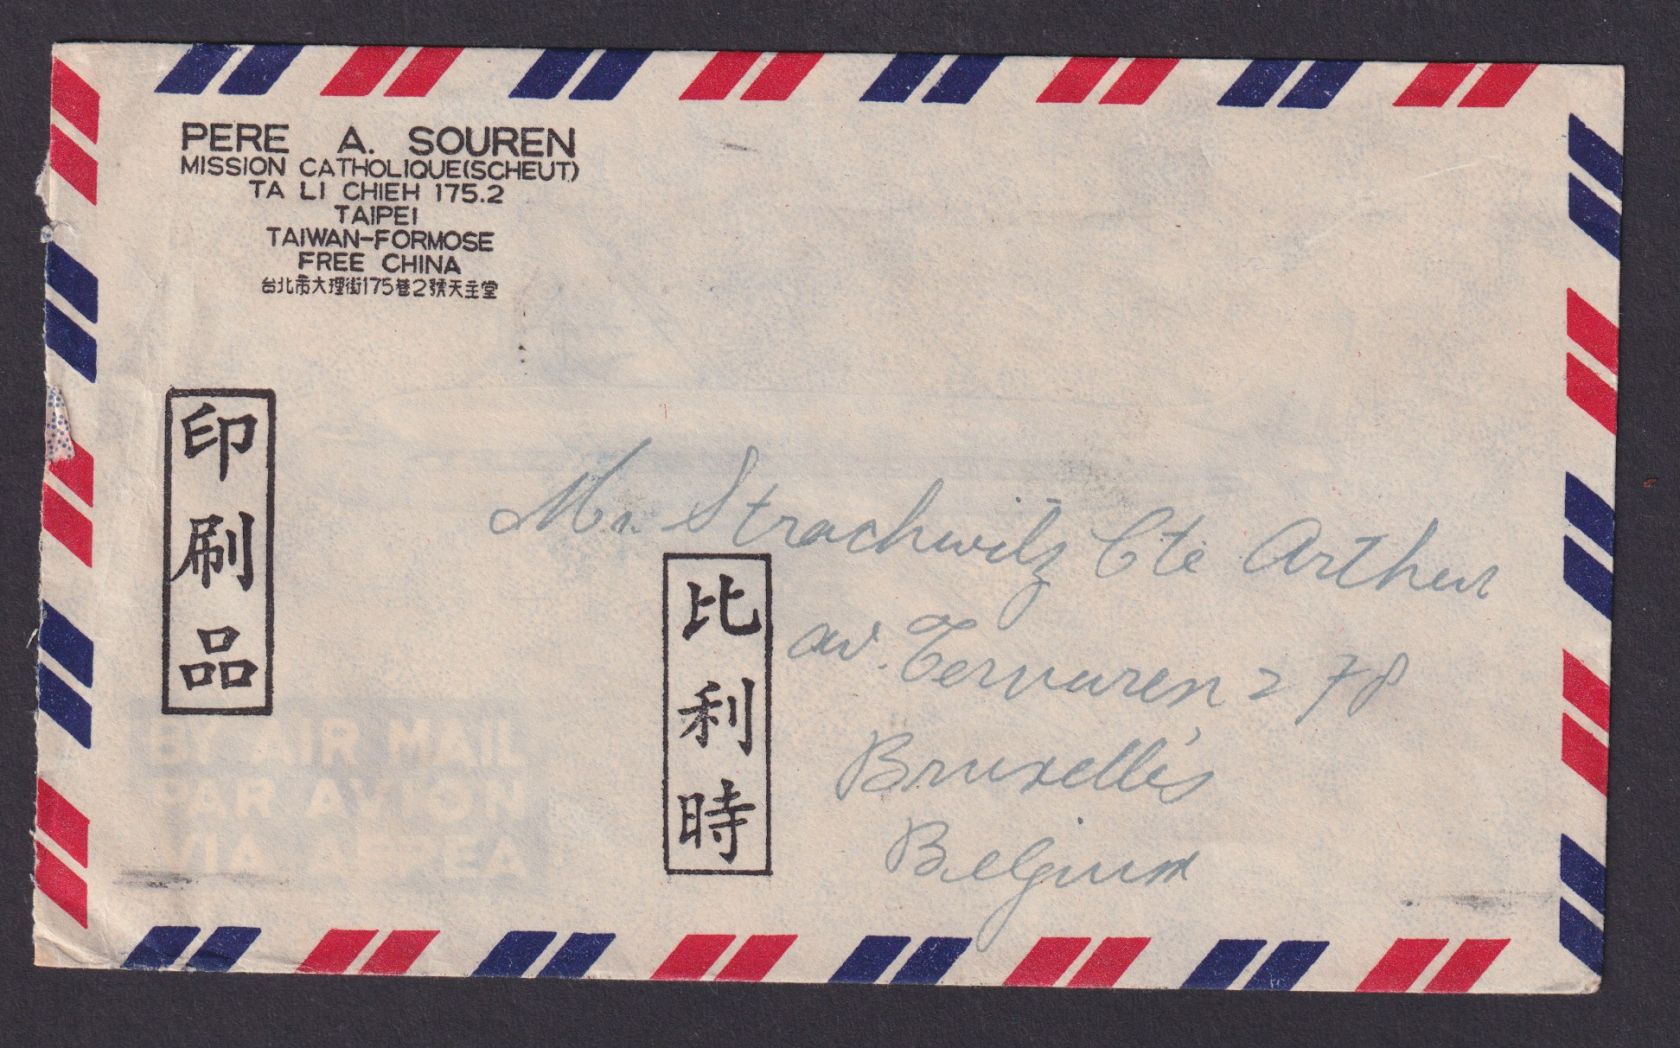 PERE A. SOUREN
MISSION CATHOLIQUE(SCHEUT)
TA LI CHIEH 175.2
TAIPEI
TAIWAN-FORMOSE
FREE CHINA
台北市大理街175巷2號天主堂
印刷品
Mr. Strachwitz Cte Arthur
av. Tervuren 278
Bruxelles
Belgium
比利時
BY AIR MAIL
PAR AVION
VIA AEREA